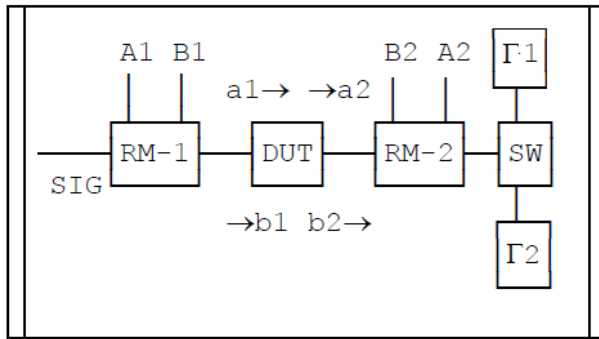 A1 B1 B2 A2 Γ1
a1→ →a2
RM-1 DUT RM-2 SW
SIG
→b1 b2→
Γ2